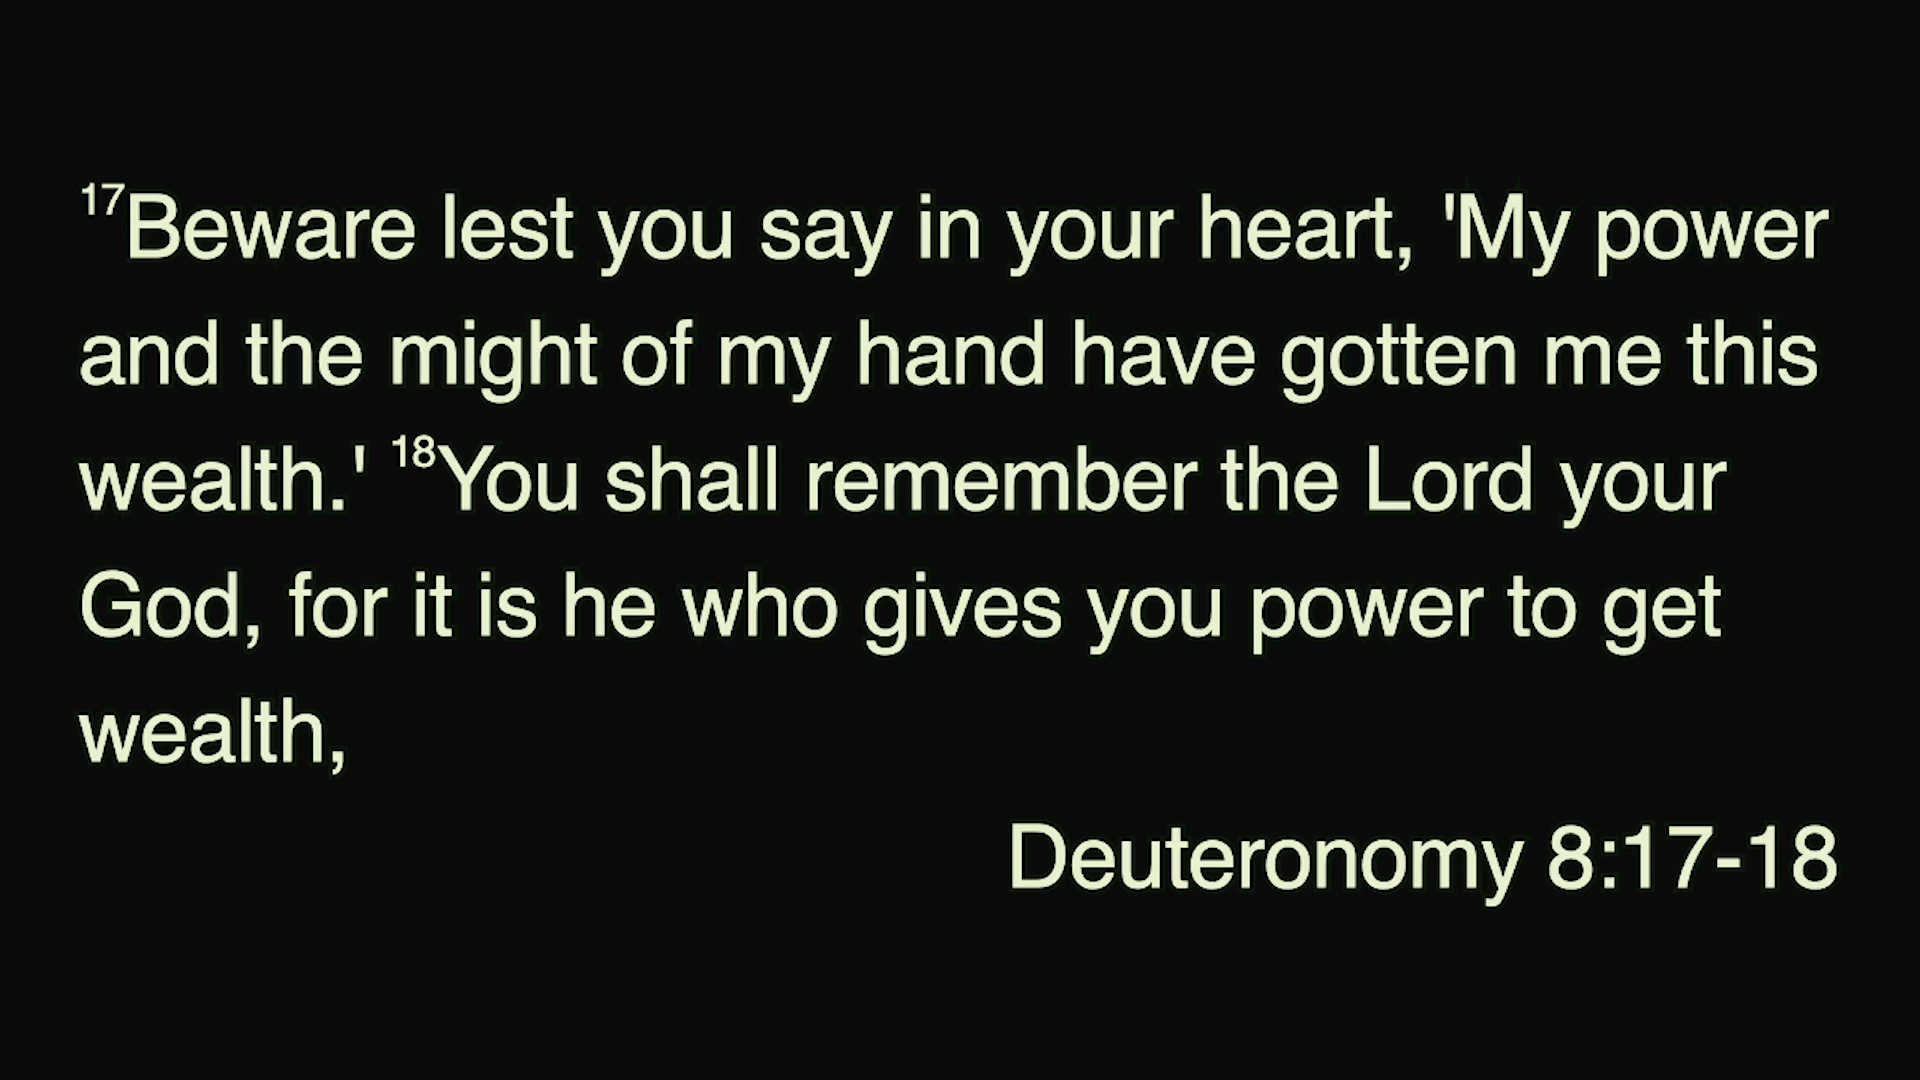 17Beware lest you say in your heart, 'My power
and the might of my hand have gotten me this
wealth.' 18You shall remember the Lord your
God, for it is he who gives you power to get
wealth,
Deuteronomy 8:17-18